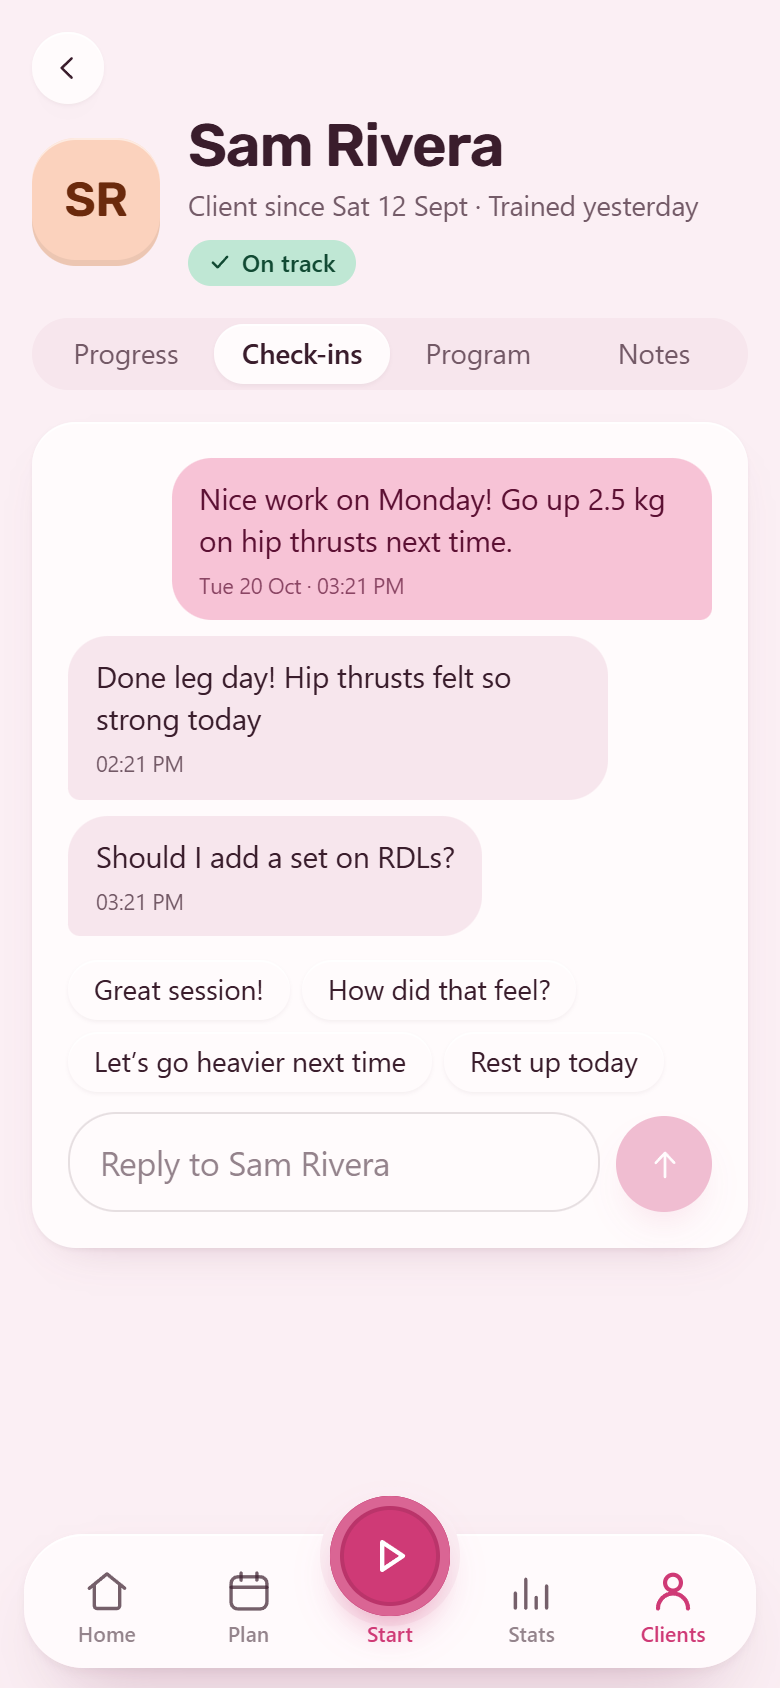 Sam Rivera
SR
Client since Sat 12 Sept · Trained yesterday
On track
Progress
Check-ins
Program
Notes
Nice work on Monday! Go up 2.5 kg
on hip thrusts next time.
Tue 20 Oct · 03:21 PM
Done leg day! Hip thrusts felt so
strong today
02:21 PM
Should I add a set on RDLs?
03:21 PM
Great session!
How did that feel?
Let’s go heavier next time
Rest up today
Reply to Sam Rivera
Home
Plan
Start
Stats
Clients